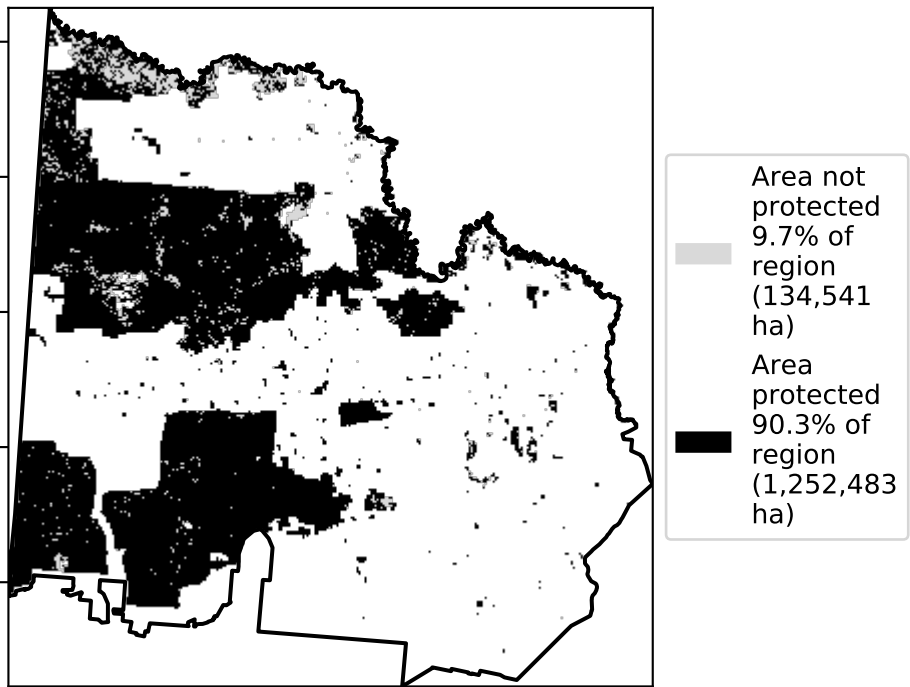 Area not
protected
9.7% of
region
(134,541
ha)
Area
protected
90.3% of
region
(1,252,483
ha)